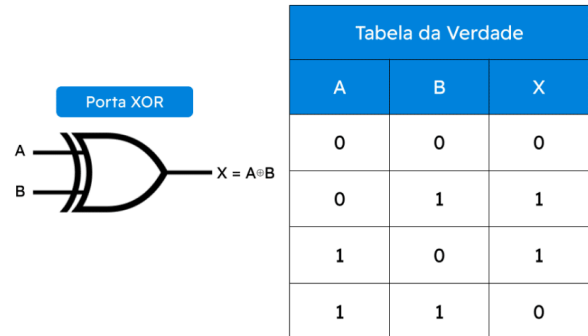 Porta XOR
A
B
X = A⊕B
Tabela da Verdade
A B X
0 0 0
0 1 1
1 0 1
1 1 0